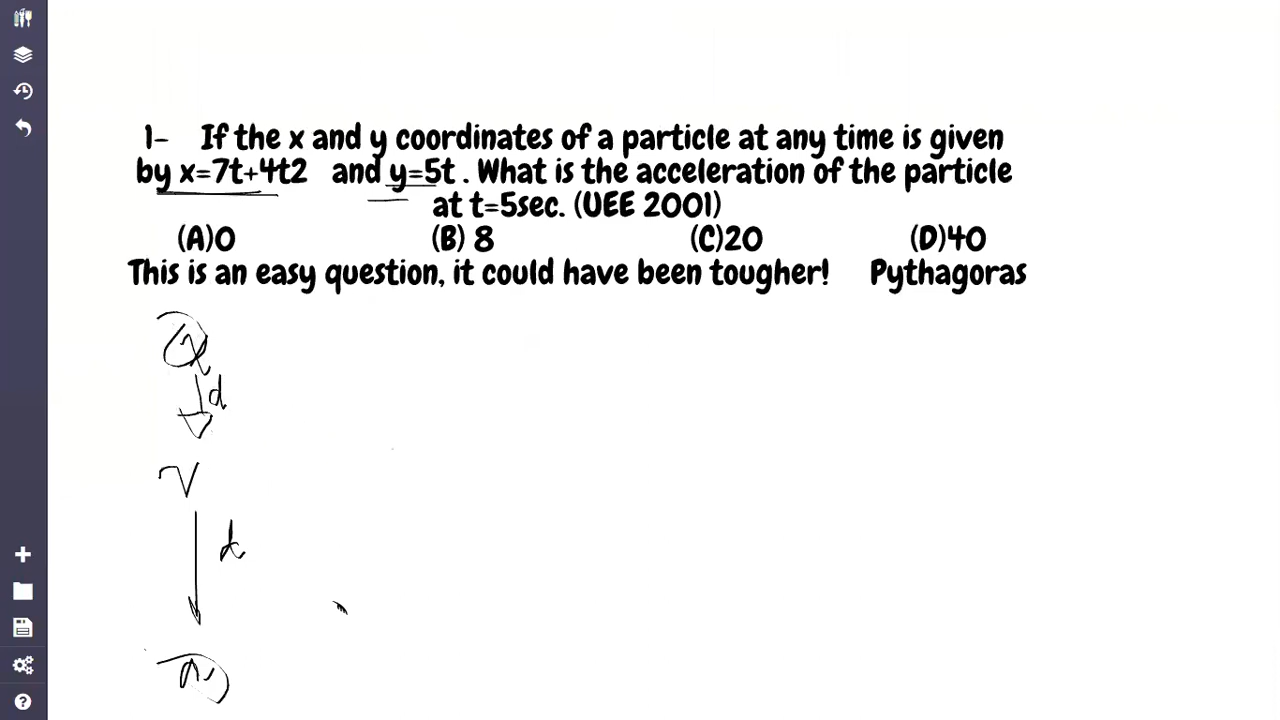 1- If the x and y coordinates of a particle at any time is given
by x=7t+4t2 and y=5t . What is the acceleration of the particle
at t=5sec. (UEE 2001)
(A)0 (B) 8 (C)20 (D)40
This is an easy question, it could have been tougher! Pythagoras
x
d
v
d
a